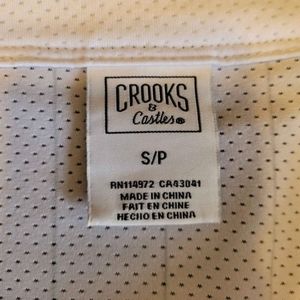 CROOKS
&
Castles®
S/P
RN114972 CA43041
MADE IN CHINA
FAIT EN CHINE
HECHO EN CHINA